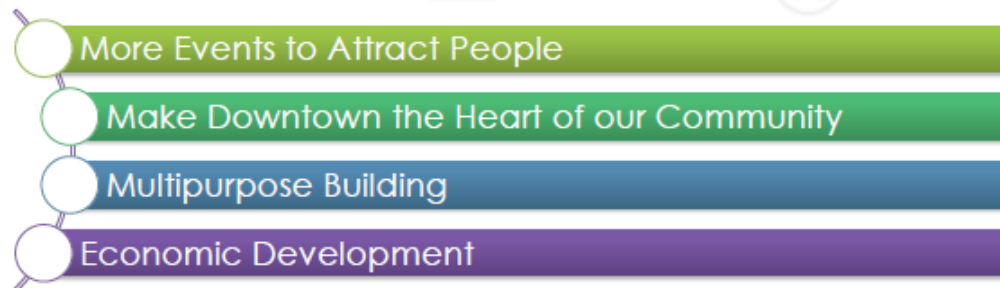 More Events to Attract People
Make Downtown the Heart of our Community
Multipurpose Building
Economic Development